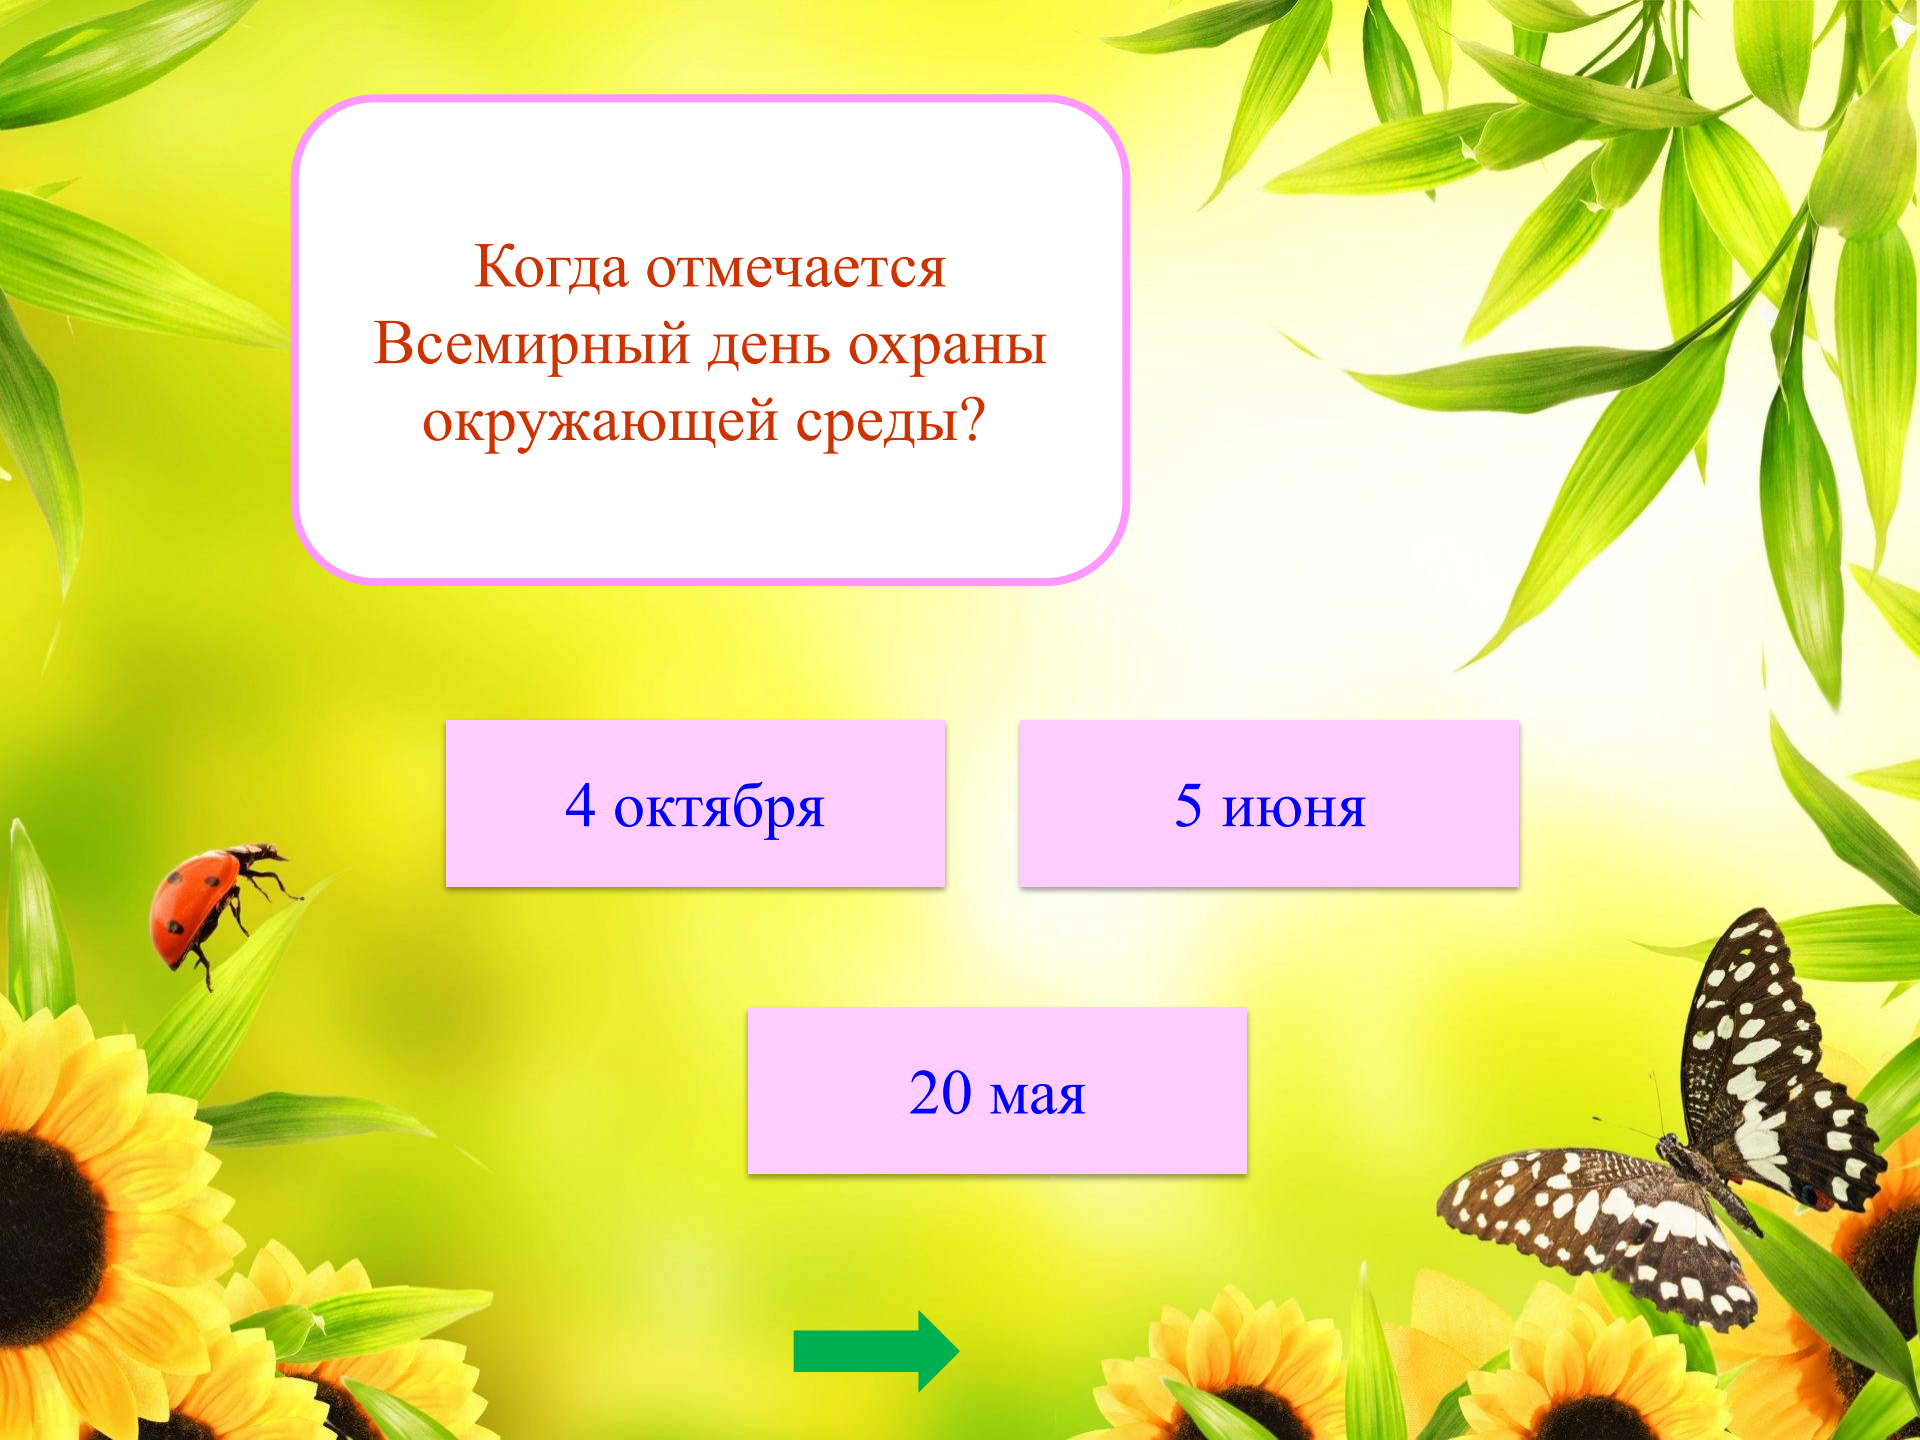 Когда отмечается
Всемирный день охраны
окружающей среды?
4 октября
5 июня
20 мая